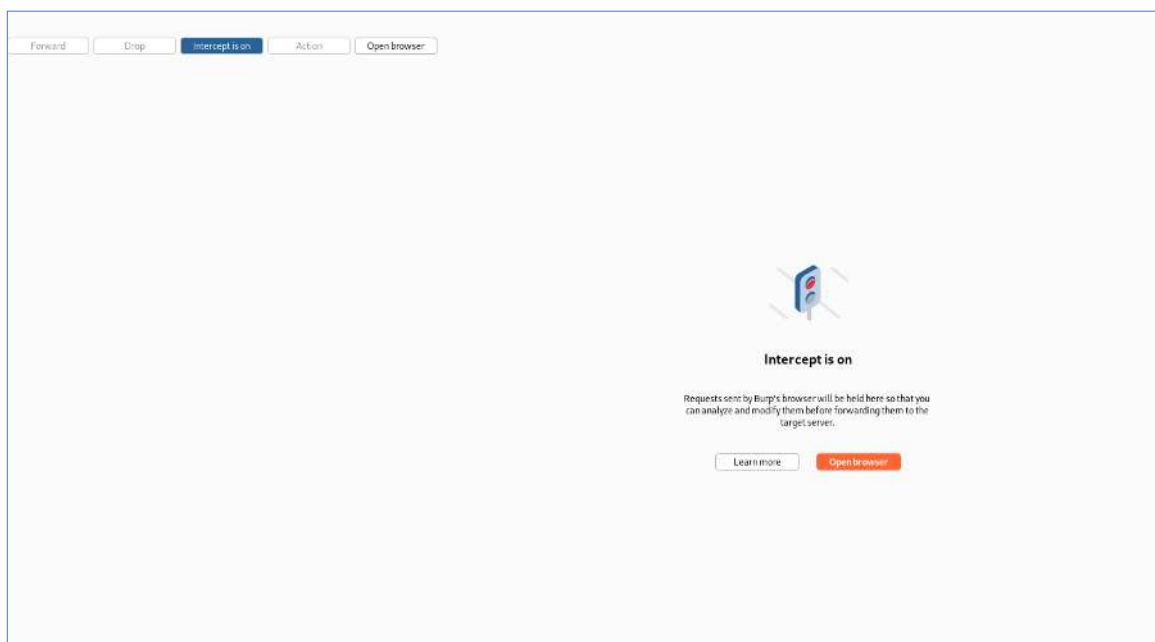 Forward Drop Intercept is on Action Open browser
Intercept is on
Requests sent by Burp's browser will be held here so that you
can analyze and modify them before forwarding them to the
target server.
Learn more Open browser